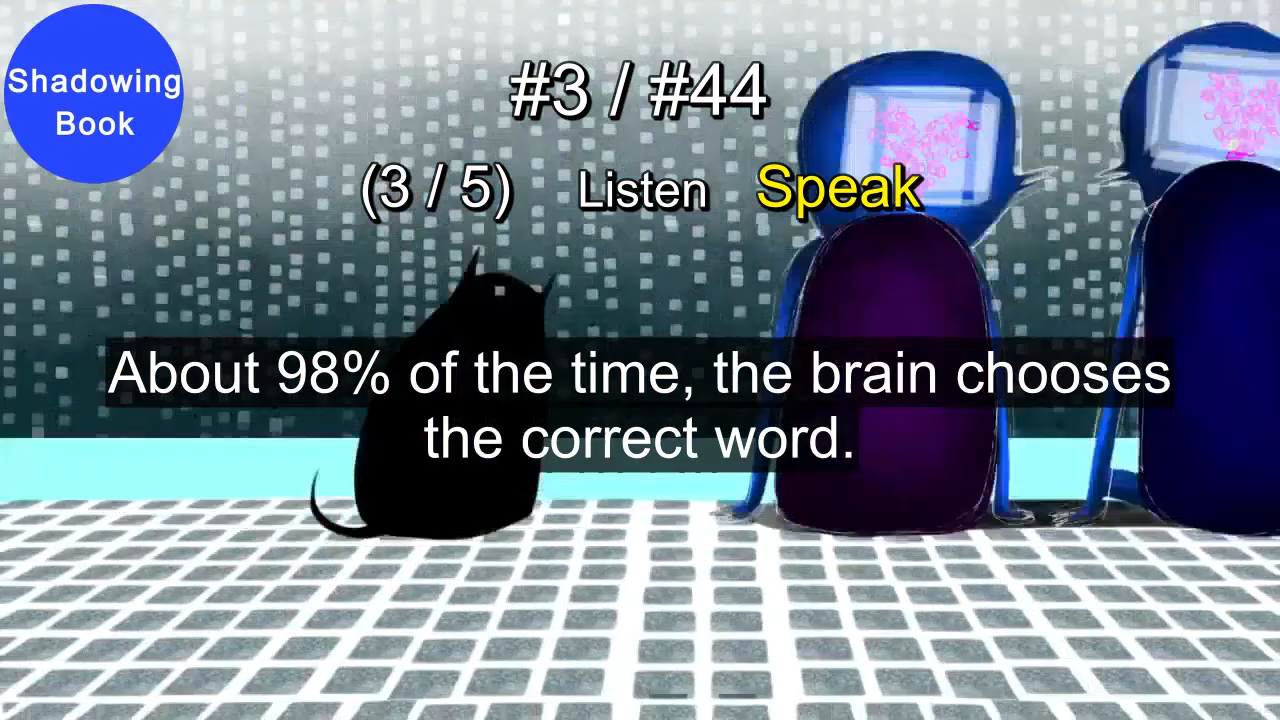 Shadowing
Book
#3 / #44
(3 / 5) Listen Speak
About 98% of the time, the brain chooses
the correct word.